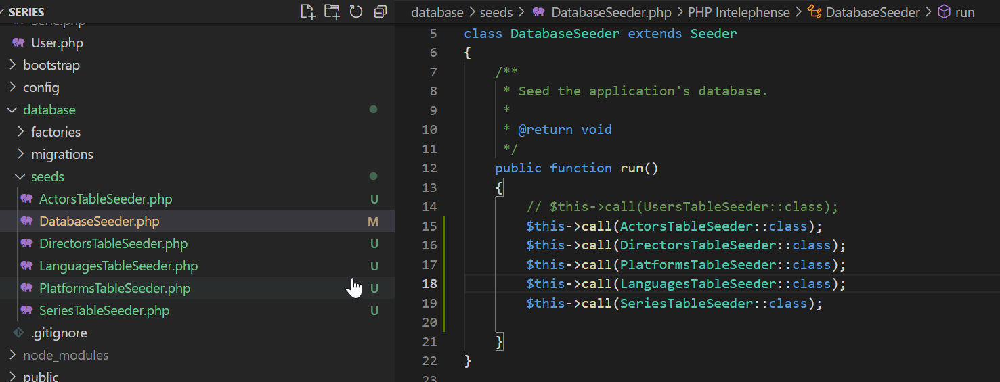 SERIES
Serie.php
User.php
bootstrap
config
database
factories
migrations
seeds
ActorsTableSeeder.php U
DatabaseSeeder.php M
DirectorsTableSeeder.php U
LanguagesTableSeeder.php U
PlatformsTableSeeder.php U
SeriesTableSeeder.php U
.gitignore
node_modules
public
database > seeds > DatabaseSeeder.php > PHP Intelephense > DatabaseSeeder > run
5 class DatabaseSeeder extends Seeder
6 {
7 /**
8 * Seed the application's database.
9 *
10 * @return void
11 */
12 public function run()
13 {
14 // $this->call(UsersTableSeeder::class);
15 $this->call(ActorsTableSeeder::class);
16 $this->call(DirectorsTableSeeder::class);
17 $this->call(PlatformsTableSeeder::class);
18 $this->call(LanguagesTableSeeder::class);
19 $this->call(SeriesTableSeeder::class);
20
21 }
22 }
23